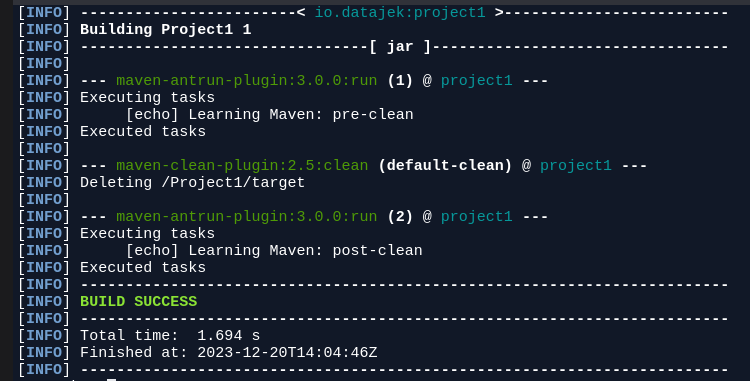 [INFO] ------------------------< io.datajek:project1 >-------------------------
[INFO] Building Project1 1
[INFO] --------------------------------[ jar ]---------------------------------
[INFO]
[INFO] --- maven-antrun-plugin:3.0.0:run (1) @ project1 ---
[INFO] Executing tasks
[INFO]      [echo] Learning Maven: pre-clean
[INFO] Executed tasks
[INFO]
[INFO] --- maven-clean-plugin:2.5:clean (default-clean) @ project1 ---
[INFO] Deleting /Project1/target
[INFO]
[INFO] --- maven-antrun-plugin:3.0.0:run (2) @ project1 ---
[INFO] Executing tasks
[INFO]      [echo] Learning Maven: post-clean
[INFO] Executed tasks
[INFO] ------------------------------------------------------------------------
[INFO] BUILD SUCCESS
[INFO] ------------------------------------------------------------------------
[INFO] Total time:  1.694 s
[INFO] Finished at: 2023-12-20T14:04:46Z
[INFO] ------------------------------------------------------------------------